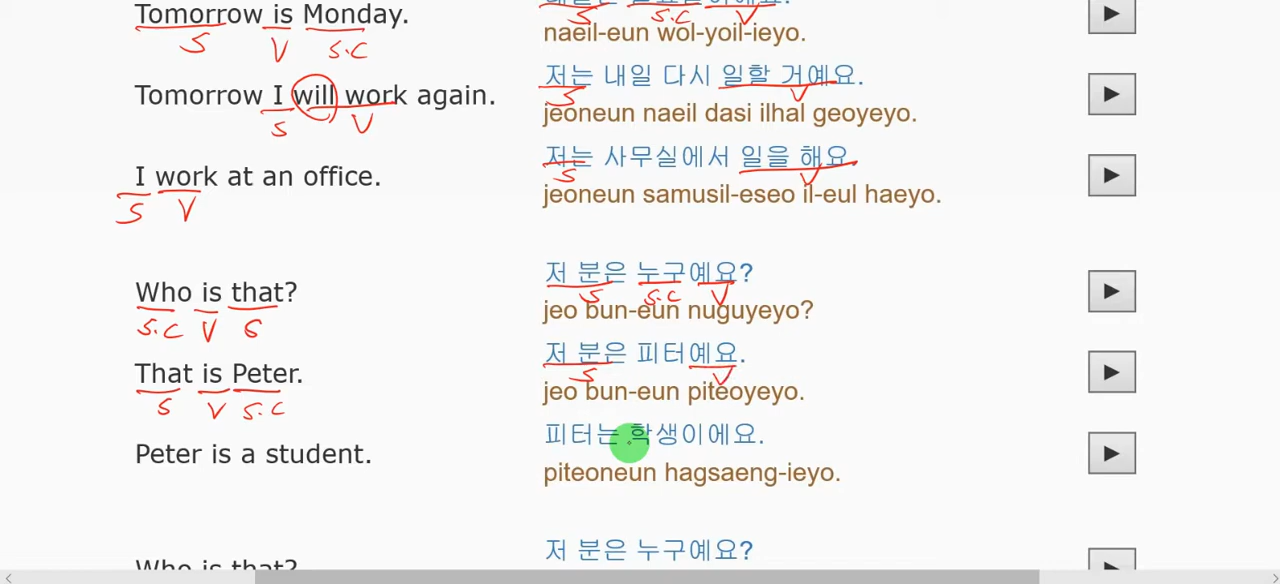 Tomorrow is Monday.
S V S.C
S S.C V
naeil-eun wol-yoil-ieyo.
Tomorrow I will work again.
S V
저는 내일 다시 일할 거예요.
S V
jeoneun naeil dasi ilhal geoyeyo.
I work at an office.
S V
저는 사무실에서 일을 해요.
S V
jeoneun samusil-eseo il-eul haeyo.
Who is that?
S.C V S
저 분은 누구예요?
S S.C V
jeo bun-eun nuguyeyo?
That is Peter.
S V S.C
저 분은 피터예요.
S V
jeo bun-eun piteoyeyo.
Peter is a student.
피터는 학생이에요.
piteoneun hagsaeng-ieyo.
Who is that?
저 분은 누구예요?